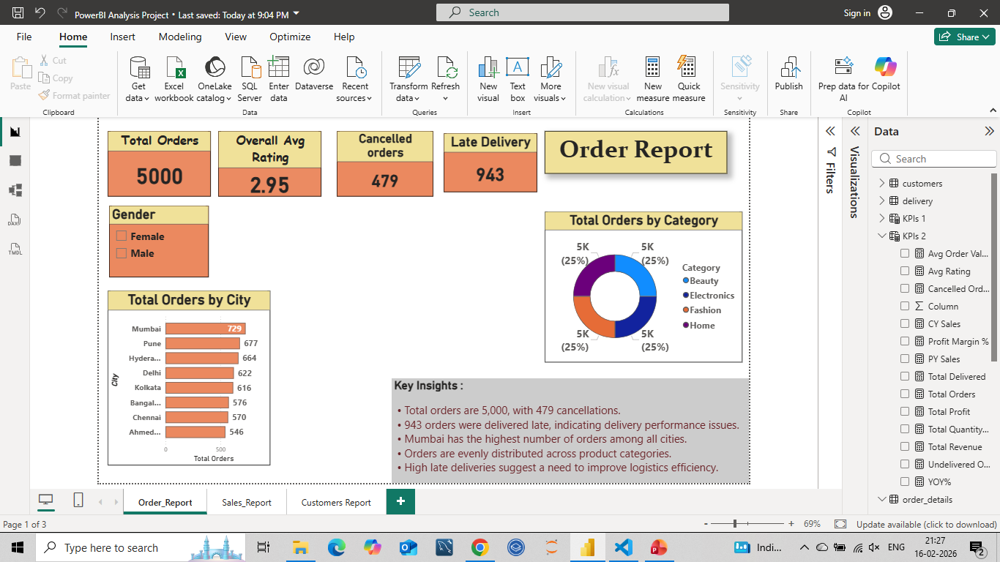 PowerBI Analysis Project • Last saved: Today at 9:04 PM
Search
Sign in
File
Home
Insert
Modeling
View
Optimize
Help
Share
Paste
Cut
Copy
Format painter
Clipboard
Get data
Excel workbook
OneLake catalog
SQL Server
Enter data
Dataverse
Recent sources
Data
Transform data
Refresh
Queries
New visual
Text box
More visuals
Insert
New visual calculation
New measure
Quick measure
Calculations
Sensitivity
Sensitivity
Publish
Share
Prep data for AI
Copilot
Copilot
Total Orders
5000
Overall Avg Rating
2.95
Cancelled orders
479
Late Delivery
943
Order Report
Gender
Female
Male
Total Orders by City
City
Mumbai 729
Pune 677
Hydera... 664
Delhi 622
Kolkata 616
Bangal... 576
Chennai 570
Ahmed... 546
0 500
Total Orders
Total Orders by Category
5K (25%)
5K (25%)
5K (25%)
5K (25%)
Category
Beauty
Electronics
Fashion
Home
Key Insights :
• Total orders are 5,000, with 479 cancellations.
• 943 orders were delivered late, indicating delivery performance issues.
• Mumbai has the highest number of orders among all cities.
• Orders are evenly distributed across product categories.
• High late deliveries suggest a need to improve logistics efficiency.
Filters
Visualizations
Data
Search
customers
delivery
KPIs 1
KPIs 2
Avg Order Val...
Avg Rating
Cancelled Ord...
Column
CY Sales
Profit Margin %
PY Sales
Total Delivered
Total Orders
Total Profit
Total Quantity...
Total Revenue
Undelivered O...
YOY%
order_details
DAX
TMDL
Order_Report
Sales_Report
Customers Report
Page 1 of 3
69%
Update available (click to download)
Type here to search
Indi...
ENG
21:27
16-02-2026
2